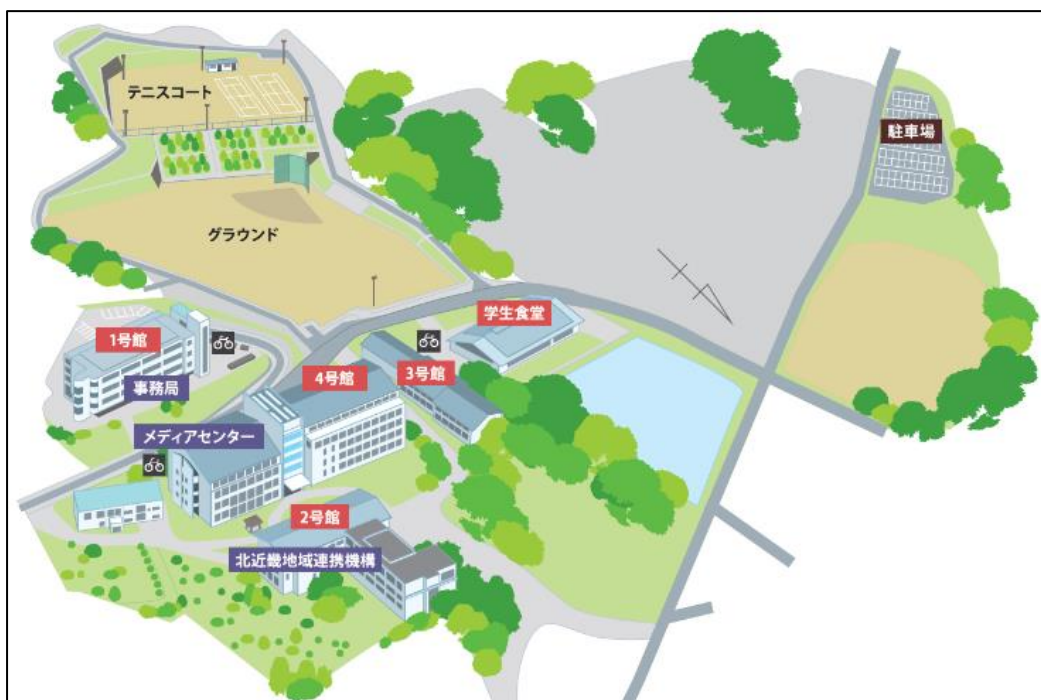 テニスコート
駐車場
グラウンド
学生食堂
1号館
3号館
4号館
事務局
メディアセンター
2号館
北近畿地域連携機構